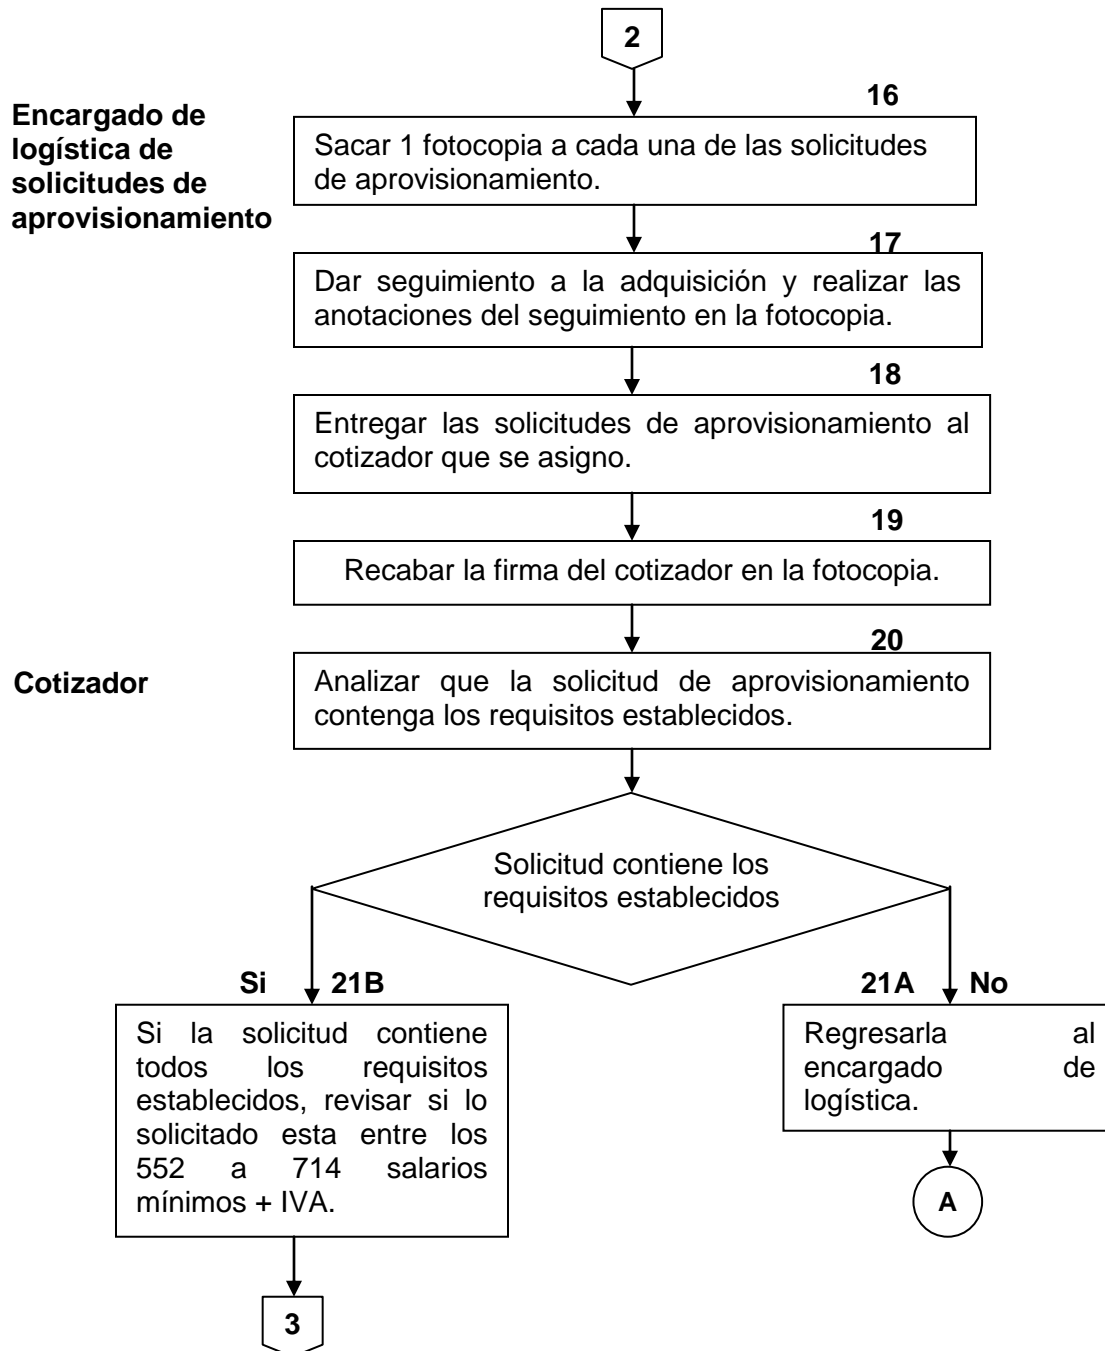 2
16
Encargado de
logística de
solicitudes de
aprovisionamiento
Sacar 1 fotocopia a cada una de las solicitudes
de aprovisionamiento.
17
Dar seguimiento a la adquisición y realizar las
anotaciones del seguimiento en la fotocopia.
18
Entregar las solicitudes de aprovisionamiento al
cotizador que se asigno.
19
Recabar la firma del cotizador en la fotocopia.
20
Cotizador
Analizar que la solicitud de aprovisionamiento
contenga los requisitos establecidos.
Solicitud contiene los
requisitos establecidos
Si 21B
21A No
Si la solicitud contiene
todos los requisitos
establecidos, revisar si lo
solicitado esta entre los
552 a 714 salarios
mínimos + IVA.
Regresarla al
encargado de
logística.
A
3